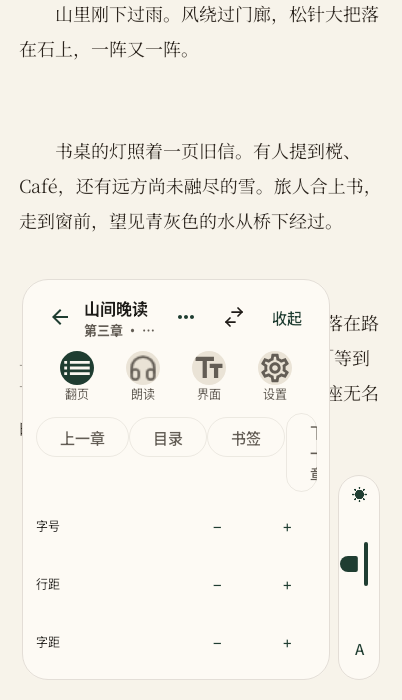 山里刚下过雨。风绕过门廊，松针大把落
在石上，一阵又一阵。
书桌的灯照着一页旧信。有人提到榄、
Café，还有远方尚未融尽的雪。旅人合上书，
走到窗前，望见青灰色的水从桥下经过。
落在路
等到
座无名
山间晚读
第三章 · ...
收起
翻页 朗读 界面 设置
上一章 目录 书签
字号 − +
行距 − +
字距 − +
A